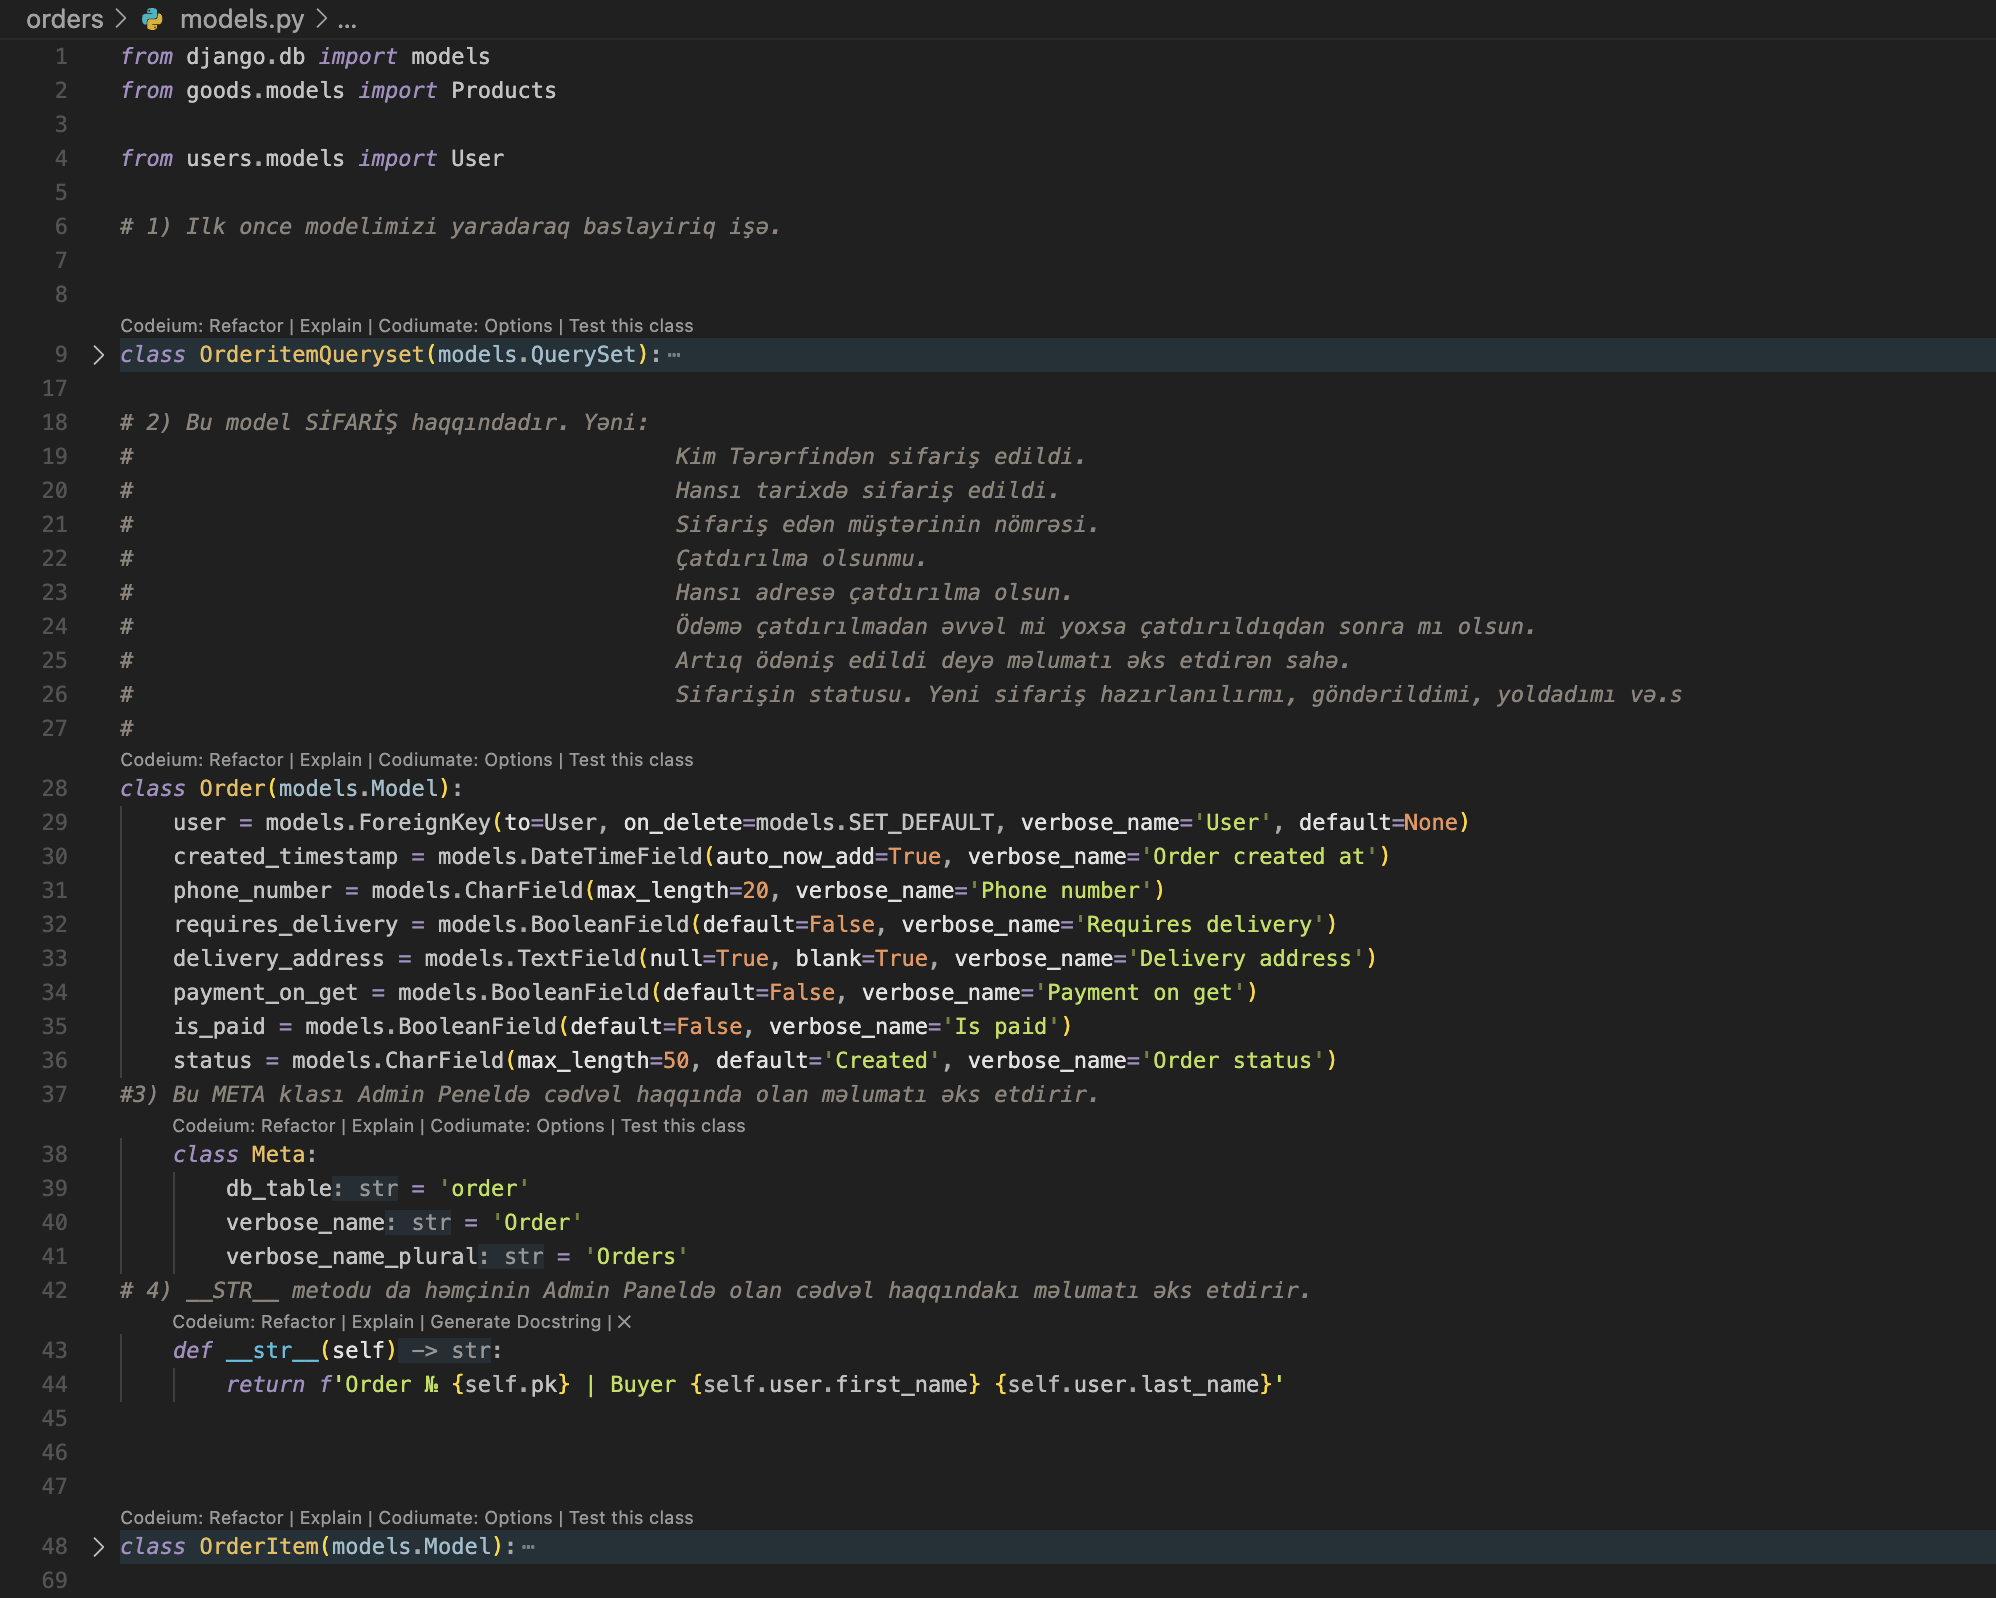 orders > models.py > ...
1 from django.db import models
2 from goods.models import Products
3
4 from users.models import User
5
6 # 1) Ilk once modelimizi yaradaraq baslayiriq işə.
7
8
Codeium: Refactor | Explain | Codiumate: Options | Test this class
9 > class OrderitemQueryset(models.QuerySet): ⋯
17
18 # 2) Bu model SİFARİŞ haqqındadır. Yəni:
19 # Kim Tərərfindən sifariş edildi.
20 # Hansı tarixdə sifariş edildi.
21 # Sifariş edən müştərinin nömrəsi.
22 # Çatdırılma olsunmu.
23 # Hansı adresə çatdırılma olsun.
24 # Ödəmə çatdırılmadan əvvəl mi yoxsa çatdırıldıqdan sonra mı olsun.
25 # Artıq ödəniş edildi deyə məlumatı əks etdirən sahə.
26 # Sifarişin statusu. Yəni sifariş hazırlanılırmı, göndərildimi, yoldadımı və.s
27 #
Codeium: Refactor | Explain | Codiumate: Options | Test this class
28 class Order(models.Model):
29 user = models.ForeignKey(to=User, on_delete=models.SET_DEFAULT, verbose_name='User', default=None)
30 created_timestamp = models.DateTimeField(auto_now_add=True, verbose_name='Order created at')
31 phone_number = models.CharField(max_length=20, verbose_name='Phone number')
32 requires_delivery = models.BooleanField(default=False, verbose_name='Requires delivery')
33 delivery_address = models.TextField(null=True, blank=True, verbose_name='Delivery address')
34 payment_on_get = models.BooleanField(default=False, verbose_name='Payment on get')
35 is_paid = models.BooleanField(default=False, verbose_name='Is paid')
36 status = models.CharField(max_length=50, default='Created', verbose_name='Order status')
37 #3) Bu META klası Admin Peneldə cədvəl haqqında olan məlumatı əks etdirir.
Codeium: Refactor | Explain | Codiumate: Options | Test this class
38 class Meta:
39 db_table: str = 'order'
40 verbose_name: str = 'Order'
41 verbose_name_plural: str = 'Orders'
42 # 4) __STR__ metodu da həmçinin Admin Paneldə olan cədvəl haqqındakı məlumatı əks etdirir.
Codeium: Refactor | Explain | Generate Docstring | ✕
43 def __str__(self) -> str:
44 return f'Order № {self.pk} | Buyer {self.user.first_name} {self.user.last_name}'
45
46
47
Codeium: Refactor | Explain | Codiumate: Options | Test this class
48 > class OrderItem(models.Model): ⋯
69